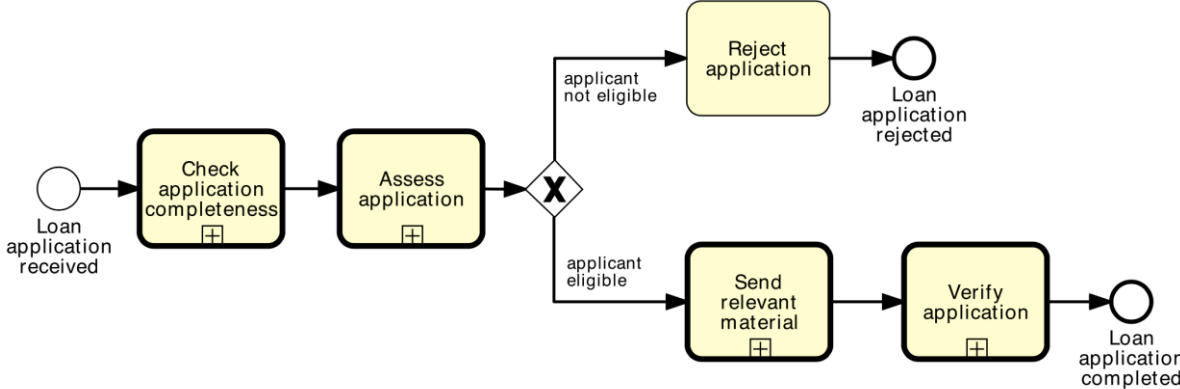 Loan
application
received
Check
application
completeness
Assess
application
X
applicant
not eligible
Reject
application
Loan
application
rejected
applicant
eligible
Send
relevant
material
Verify
application
Loan
application
completed